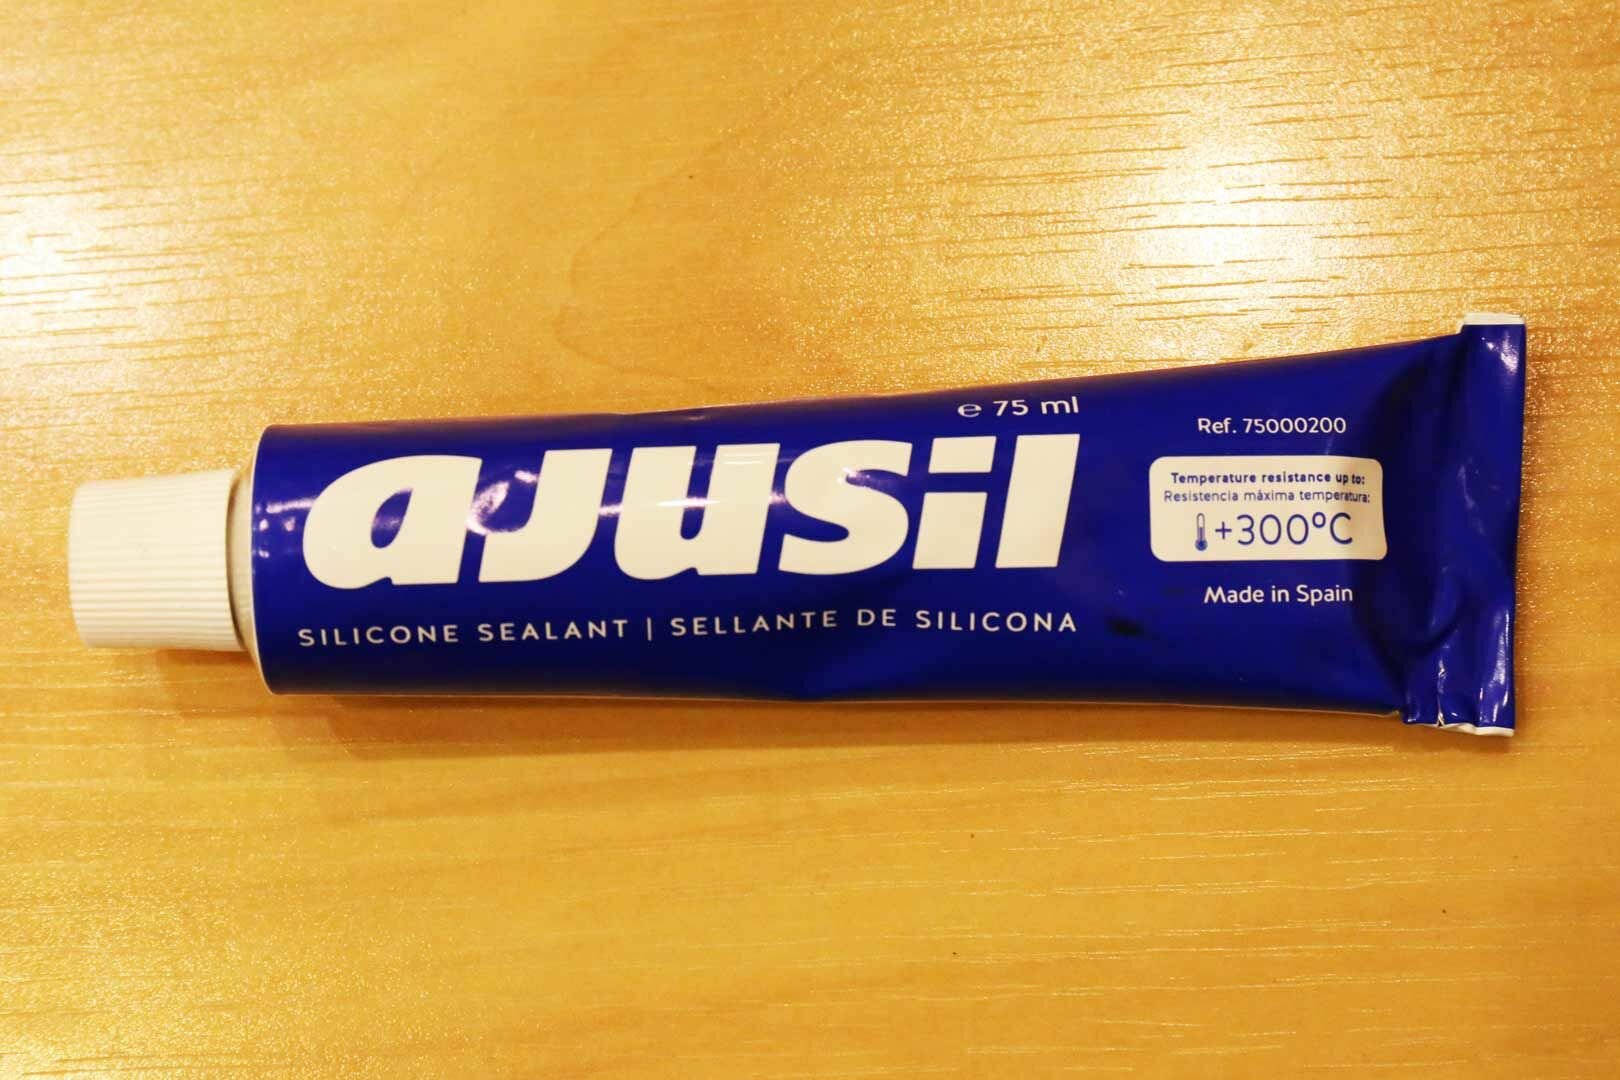 ℮ 75 ml
ajusil
SILICONE SEALANT | SELLANTE DE SILICONA
Ref. 75000200
Temperature resistance up to:
Resistencia máxima temperatura:
+300ºC
Made in Spain